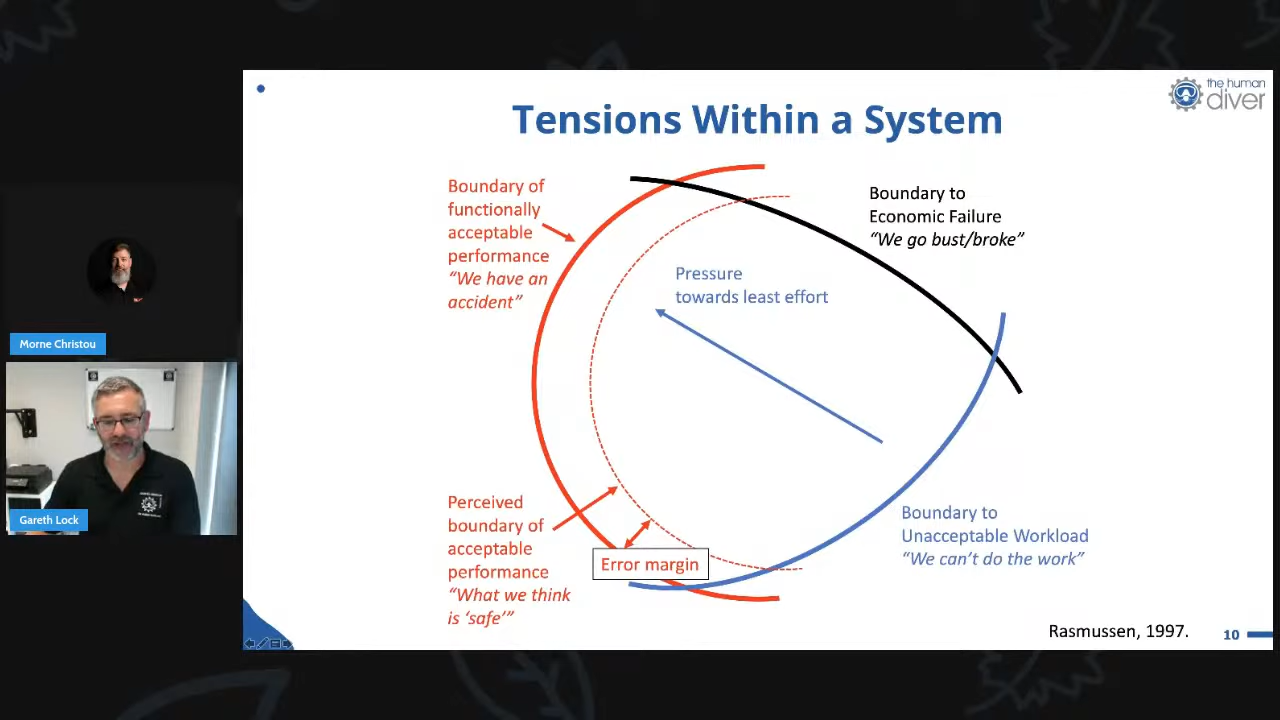 the human
diver
Tensions Within a System
Boundary of
functionally
acceptable
performance
“We have an
accident”
Boundary to
Economic Failure
“We go bust/broke”
Pressure
towards least effort
Morne Christou
Gareth Lock
Perceived
boundary of
acceptable
performance
“What we think
is ‘safe’”
Error margin
Boundary to
Unacceptable Workload
“We can’t do the work”
Rasmussen, 1997.
10